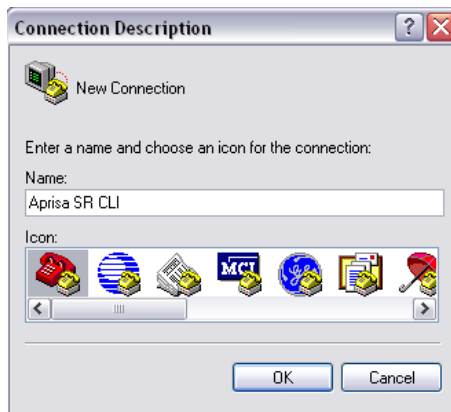 Connection Description
New Connection
Enter a name and choose an icon for the connection:
Name:
Aprisa SR CLI
Icon:
MCI
OK Cancel